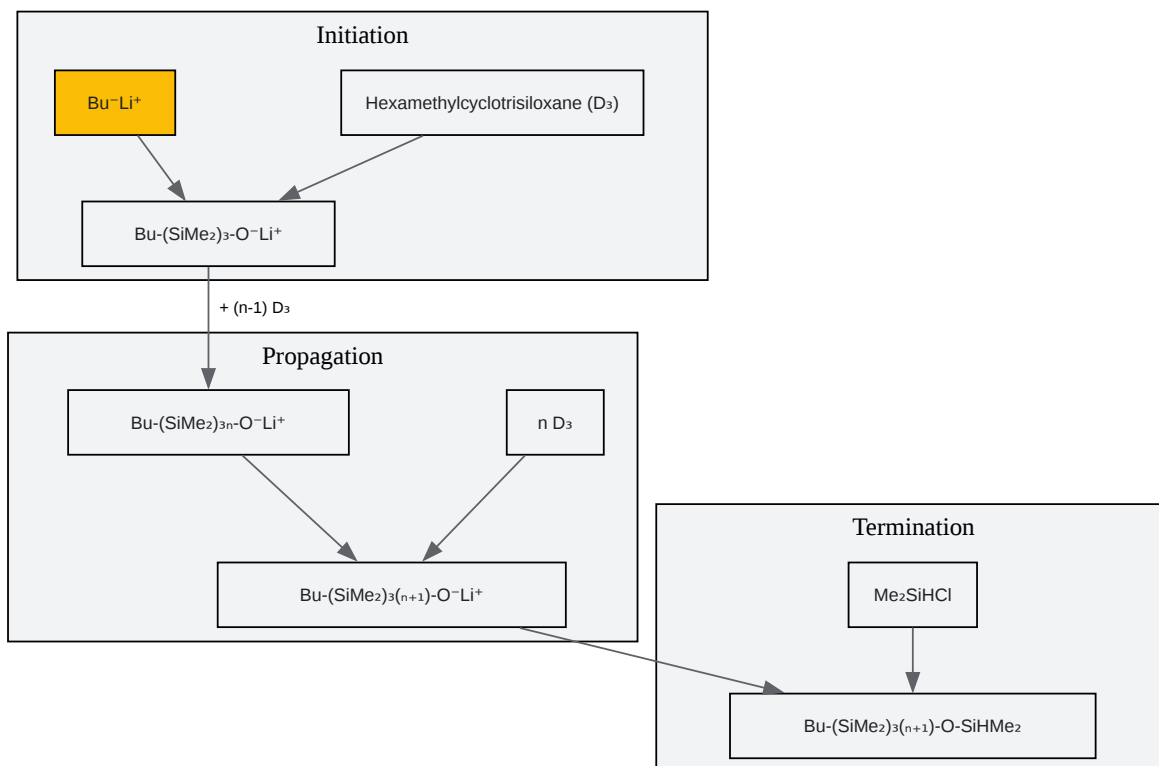 Initiation
Bu⁻Li⁺
Hexamethylcyclotrisiloxane (D₃)
Bu-(SiMe₂)₃-O⁻Li⁺
+ (n-1) D₃
Propagation
Bu-(SiMe₂)₃ₙ-O⁻Li⁺
n D₃
Bu-(SiMe₂)₃(ₙ₊₁)-O⁻Li⁺
Termination
Me₂SiHCl
Bu-(SiMe₂)₃(ₙ₊₁)-O-SiHMe₂